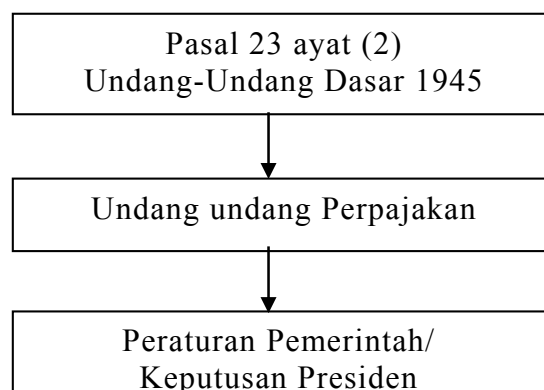 Pasal 23 ayat (2)
Undang-Undang Dasar 1945
Undang undang Perpajakan
Peraturan Pemerintah/
Keputusan Presiden